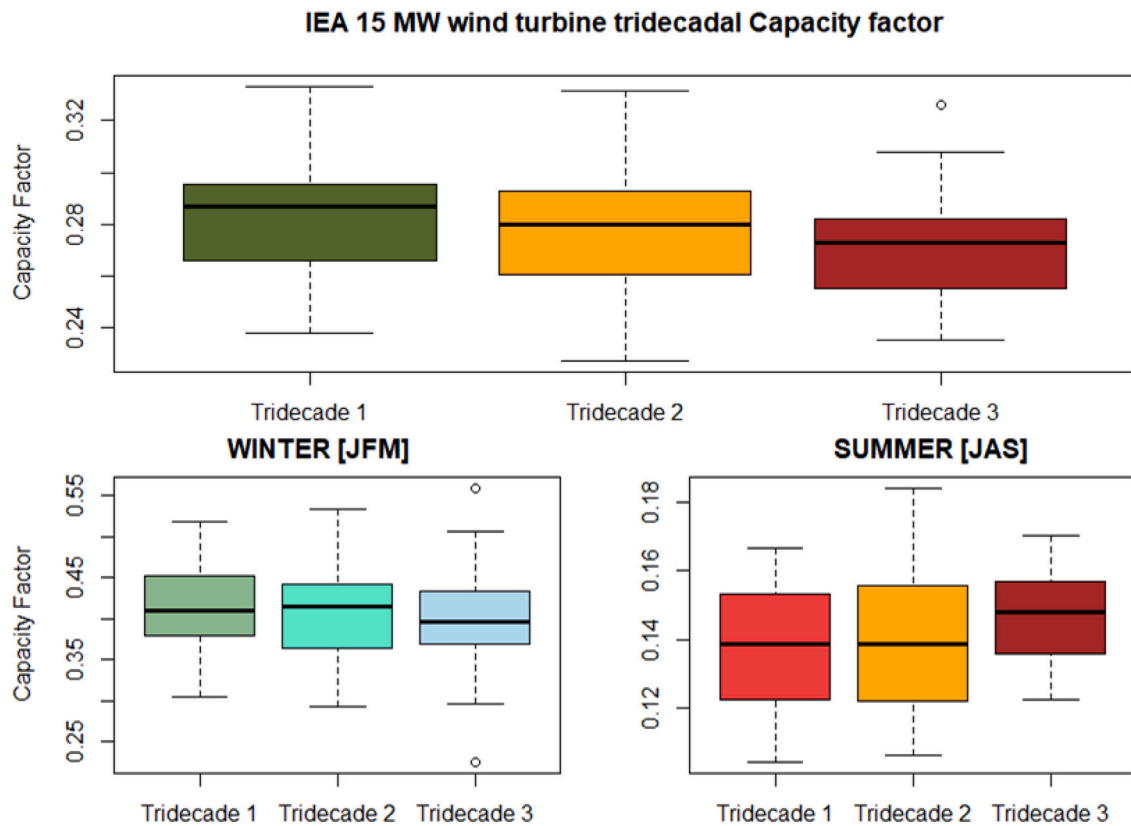 IEA 15 MW wind turbine tridecadal Capacity factor
Capacity Factor
0.32
0.28
0.24
Tridecade 1 Tridecade 2 Tridecade 3
WINTER [JFM]
Capacity Factor
0.55
0.45
0.35
0.25
Tridecade 1 Tridecade 2 Tridecade 3
SUMMER [JAS]
0.18
0.16
0.14
0.12
Tridecade 1 Tridecade 2 Tridecade 3